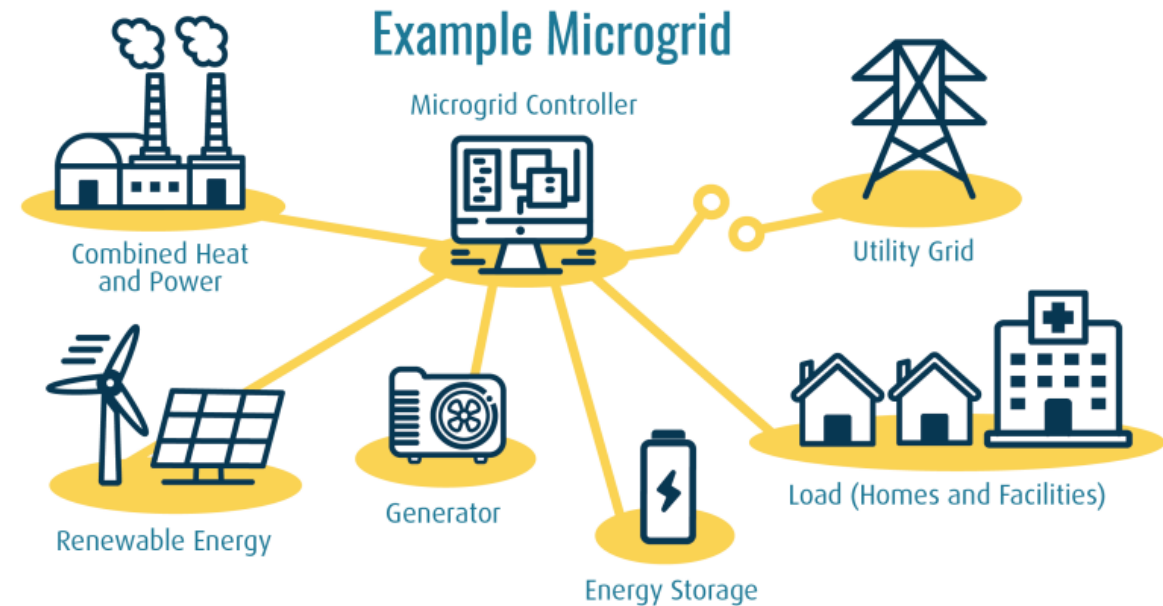 Example Microgrid
Microgrid Controller
Combined Heat
and Power
Utility Grid
Renewable Energy
Generator
Energy Storage
Load (Homes and Facilities)